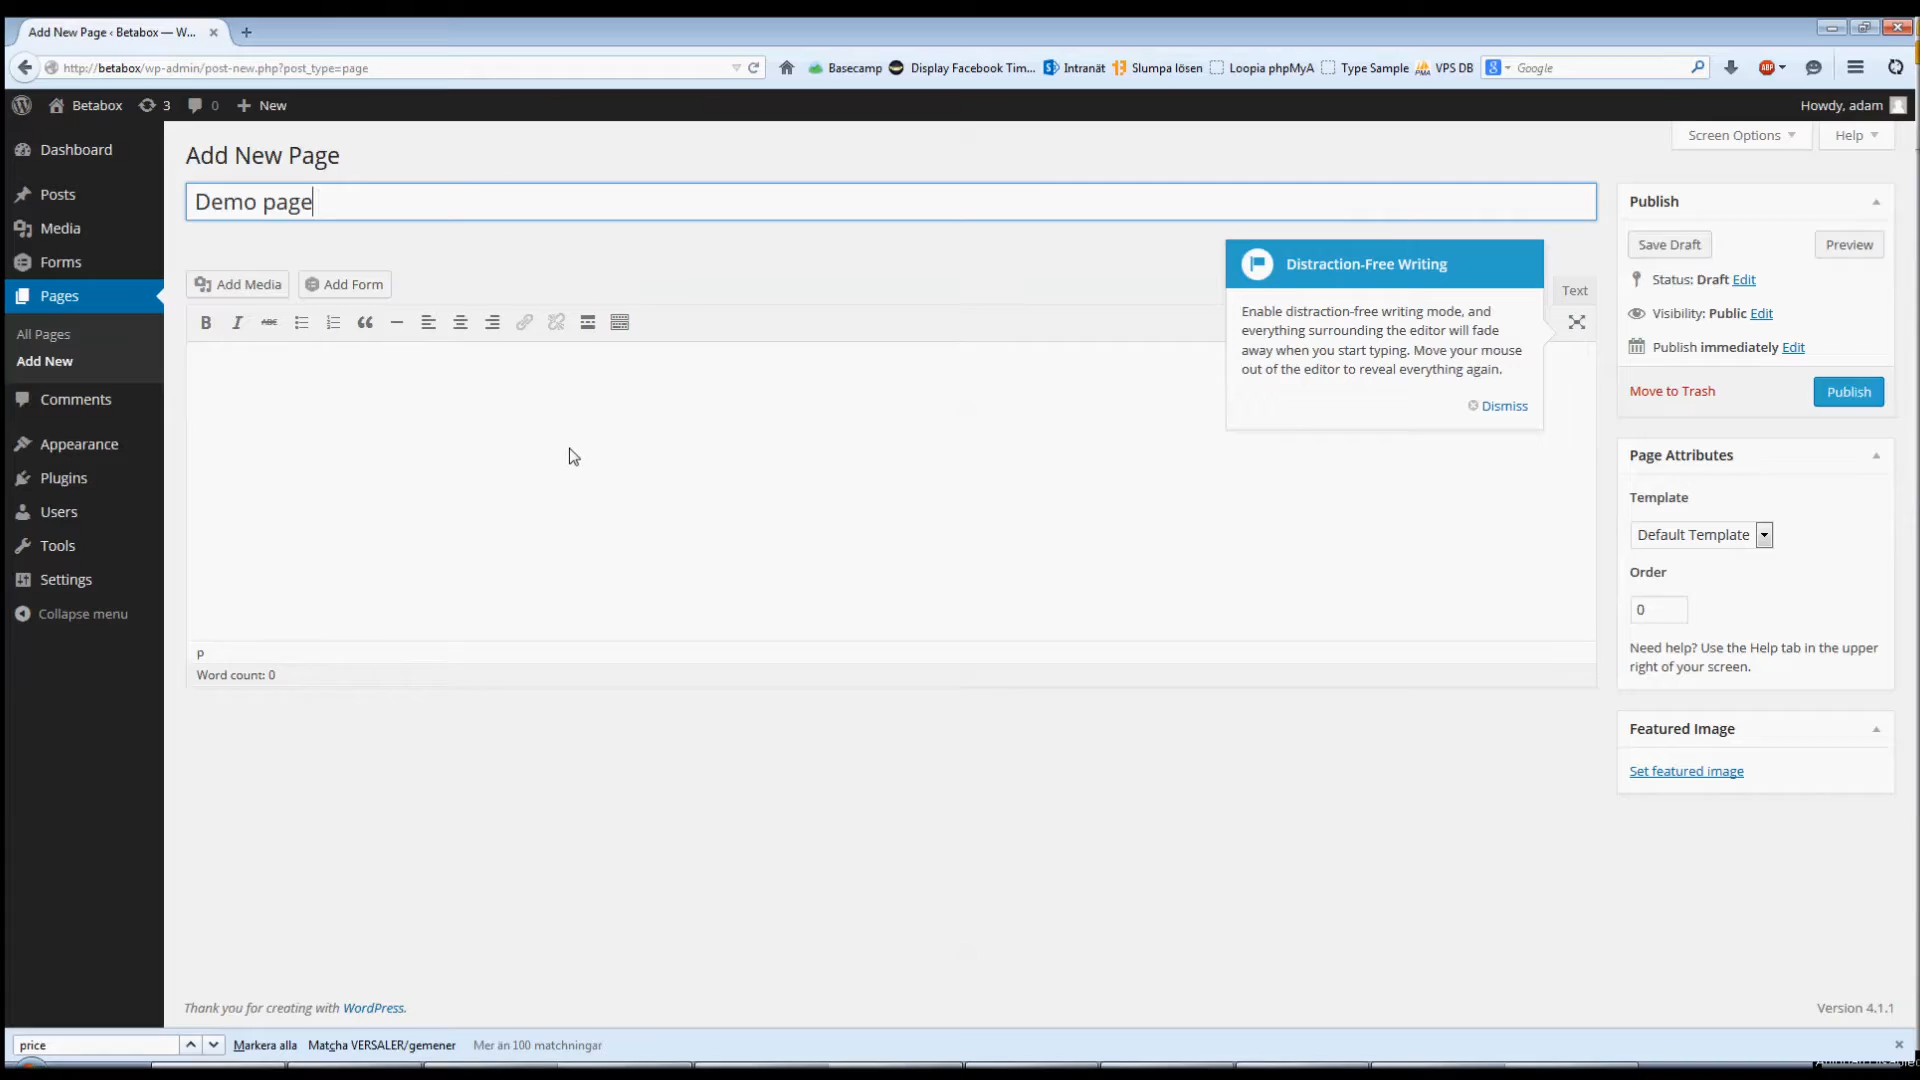 Add New Page ‹ Betabox — W...
http://betabox/wp-admin/post-new.php?post_type=page
Basecamp
Display Facebook Tim...
Intranät
Slumpa lösen
Loopia phpMyA
Type Sample
VPS DB
Google
ABP
Betabox
3
0
New
Howdy, adam
Screen Options
Help
Dashboard
Posts
Media
Forms
Pages
All Pages
Add New
Comments
Appearance
Plugins
Users
Tools
Settings
Collapse menu
Add New Page
Demo page
Add Media
Add Form
Text
B I ABC
Distraction-Free Writing
Enable distraction-free writing mode, and
everything surrounding the editor will fade
away when you start typing. Move your mouse
out of the editor to reveal everything again.
Dismiss
p
Word count: 0
Publish
Save Draft
Preview
Status: Draft Edit
Visibility: Public Edit
Publish immediately Edit
Move to Trash
Publish
Page Attributes
Template
Default Template
Order
0
Need help? Use the Help tab in the upper
right of your screen.
Featured Image
Set featured image
Thank you for creating with WordPress.
Version 4.1.1
price
Markera alla
Matcha VERSALER/gemener
Mer än 100 matchningar